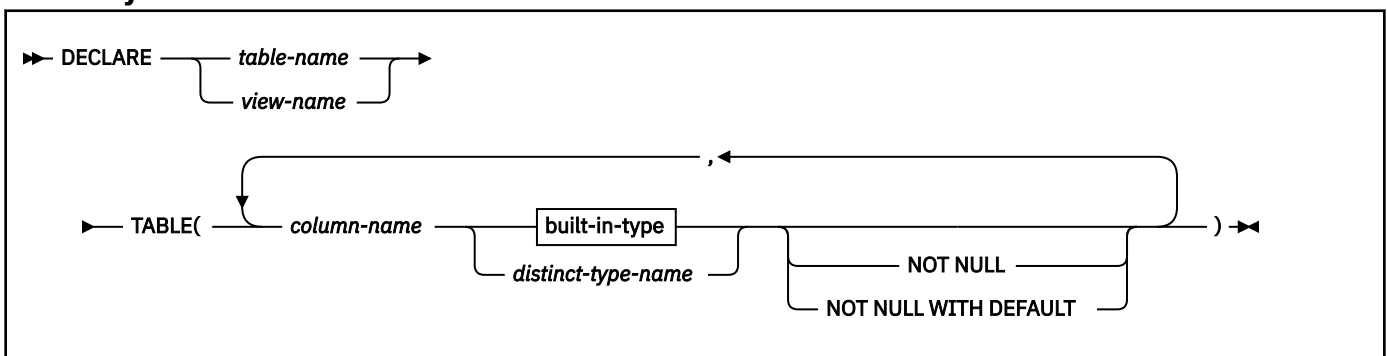 DECLARE table-name
view-name
,
TABLE( column-name built-in-type )
distinct-type-name NOT NULL
NOT NULL WITH DEFAULT